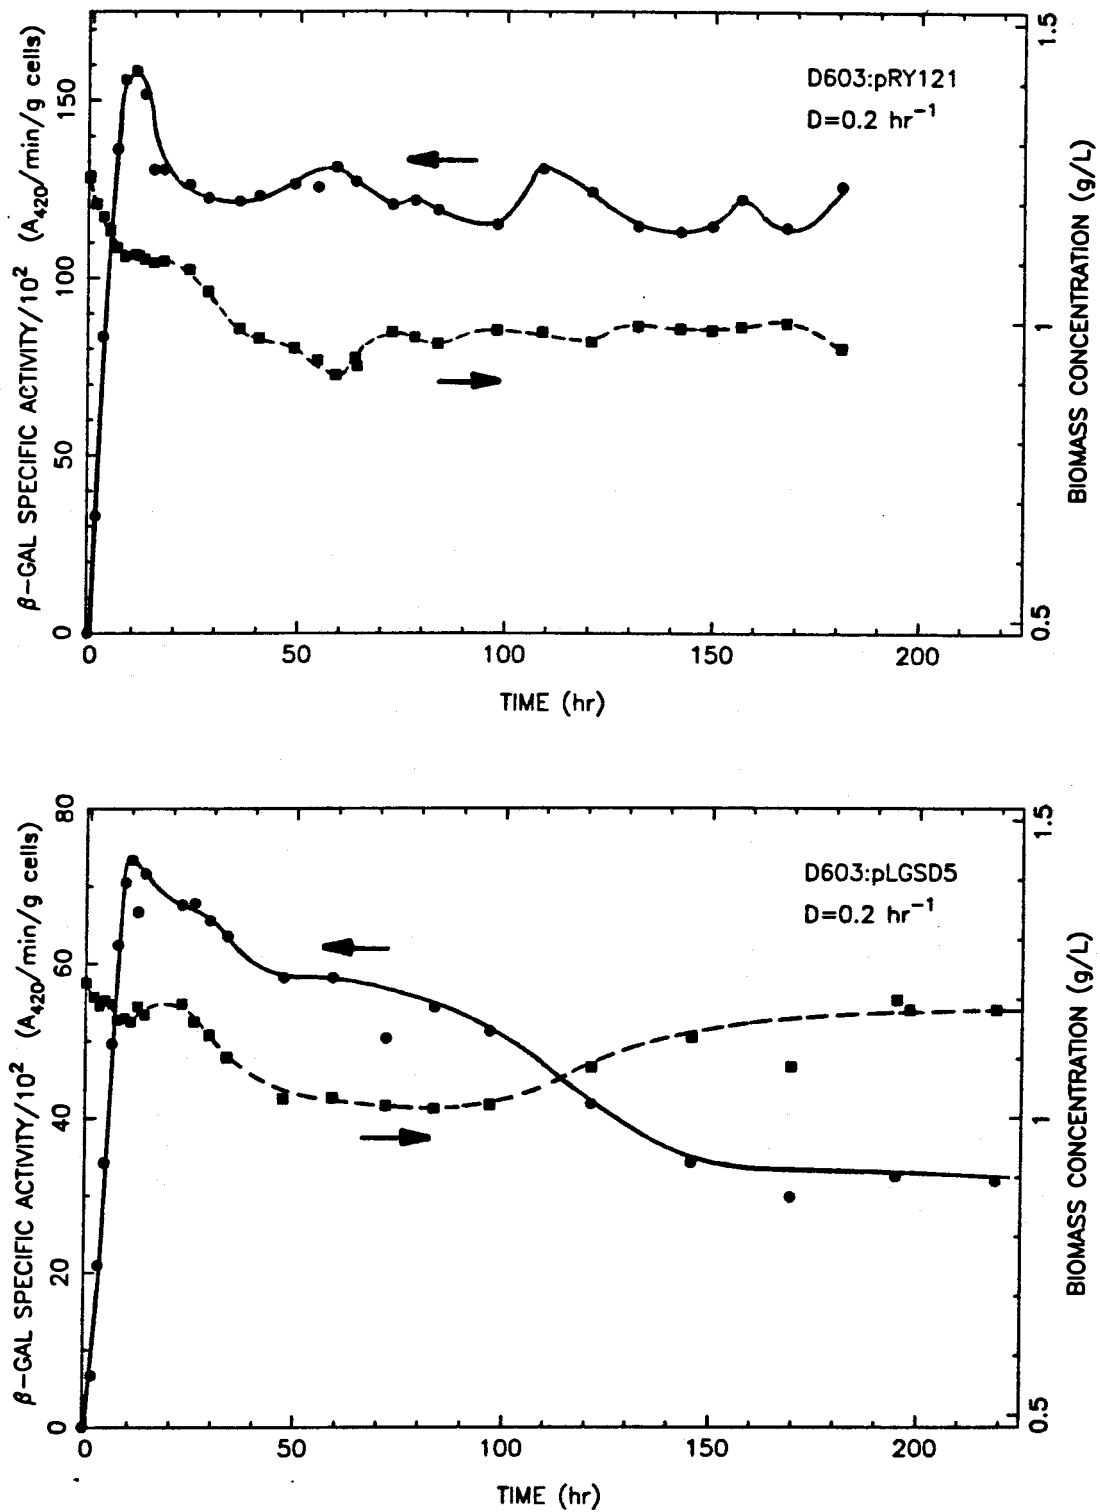 β-GAL SPECIFIC ACTIVITY/10² (A₄₂₀/min/g cells)
0
50
100
150
D603:pRY121
D=0.2 hr⁻¹
BIOMASS CONCENTRATION (g/L)
0.5
1
1.5
0
50
100
150
200
TIME (hr)
β-GAL SPECIFIC ACTIVITY/10² (A₄₂₀/min/g cells)
0
20
40
60
80
D603:pLGSD5
D=0.2 hr⁻¹
BIOMASS CONCENTRATION (g/L)
0.5
1
1.5
0
50
100
150
200
TIME (hr)